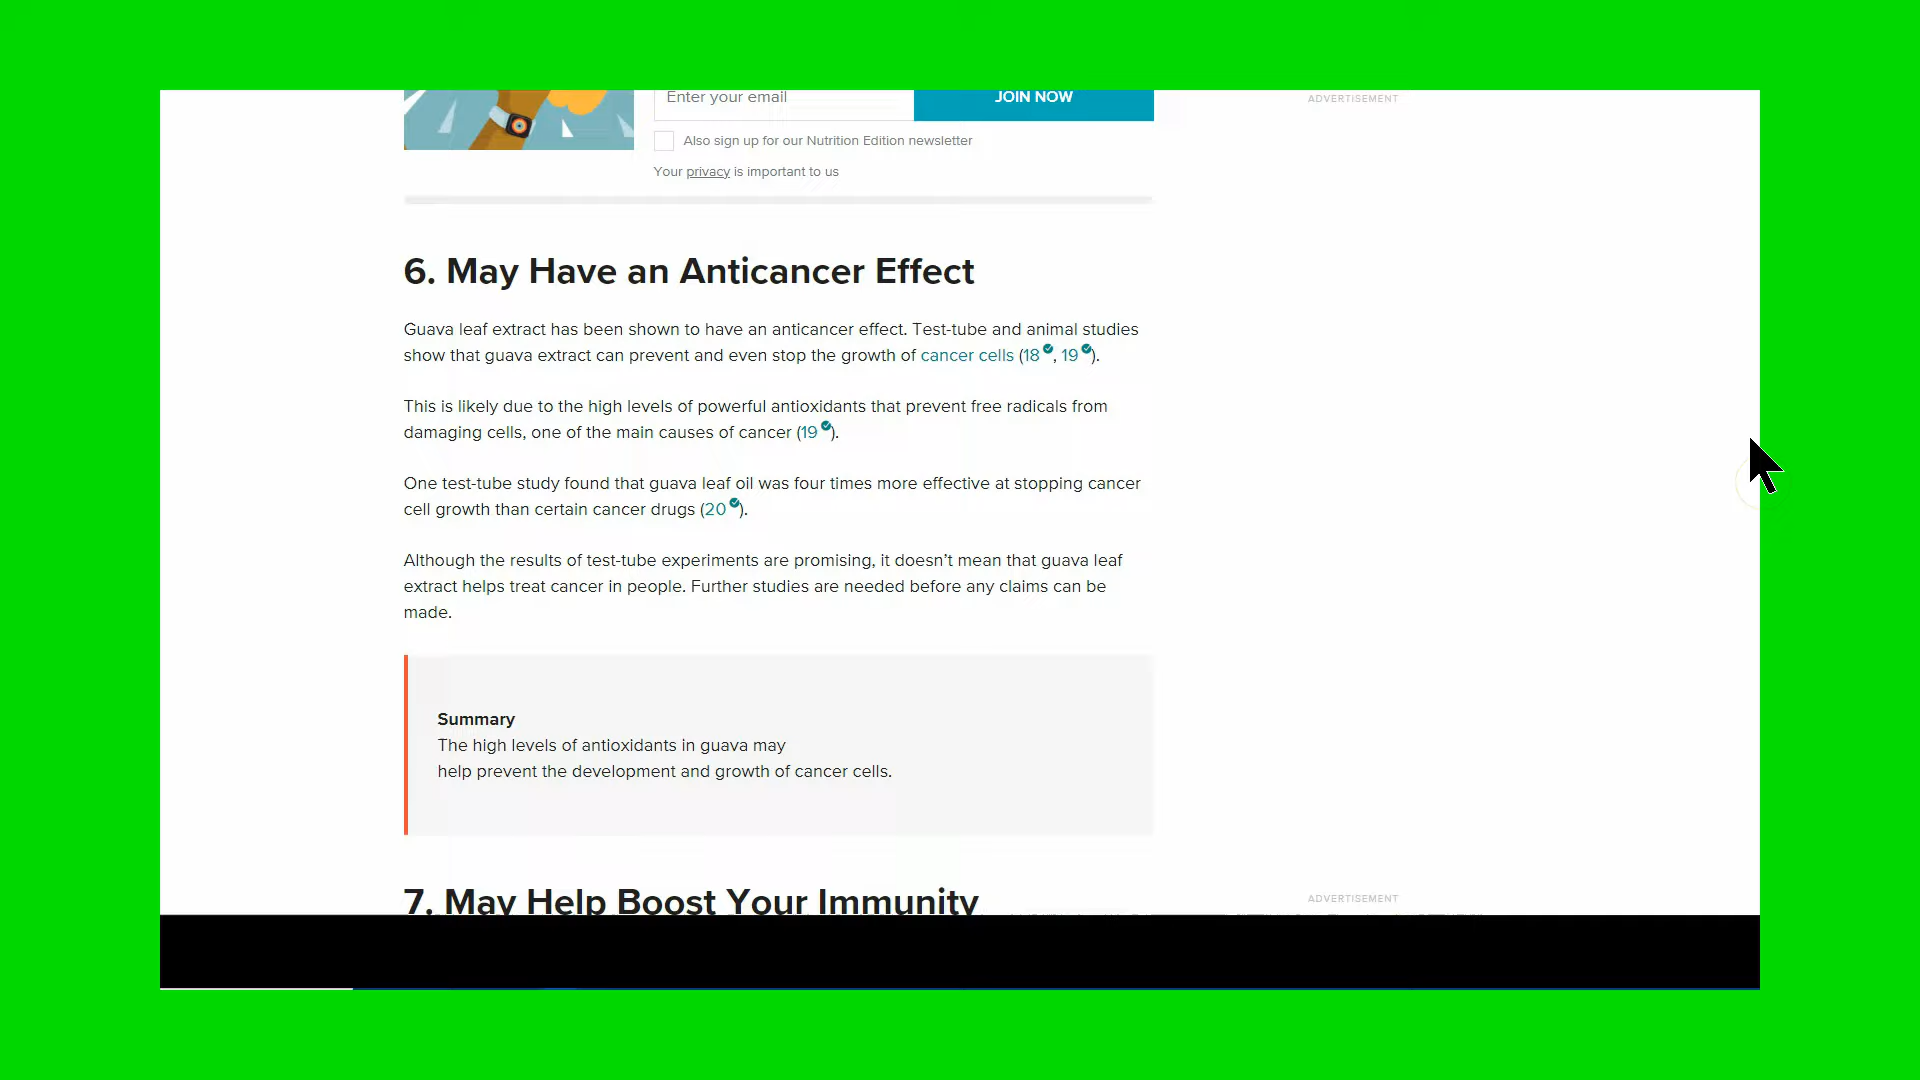 Enter your email
JOIN NOW
ADVERTISEMENT
Also sign up for our Nutrition Edition newsletter
Your privacy is important to us
6. May Have an Anticancer Effect
Guava leaf extract has been shown to have an anticancer effect. Test-tube and animal studies
show that guava extract can prevent and even stop the growth of cancer cells (18, 19).
This is likely due to the high levels of powerful antioxidants that prevent free radicals from
damaging cells, one of the main causes of cancer (19).
One test-tube study found that guava leaf oil was four times more effective at stopping cancer
cell growth than certain cancer drugs (20).
Although the results of test-tube experiments are promising, it doesn’t mean that guava leaf
extract helps treat cancer in people. Further studies are needed before any claims can be
made.
Summary
The high levels of antioxidants in guava may
help prevent the development and growth of cancer cells.
7. May Help Boost Your Immunity
ADVERTISEMENT